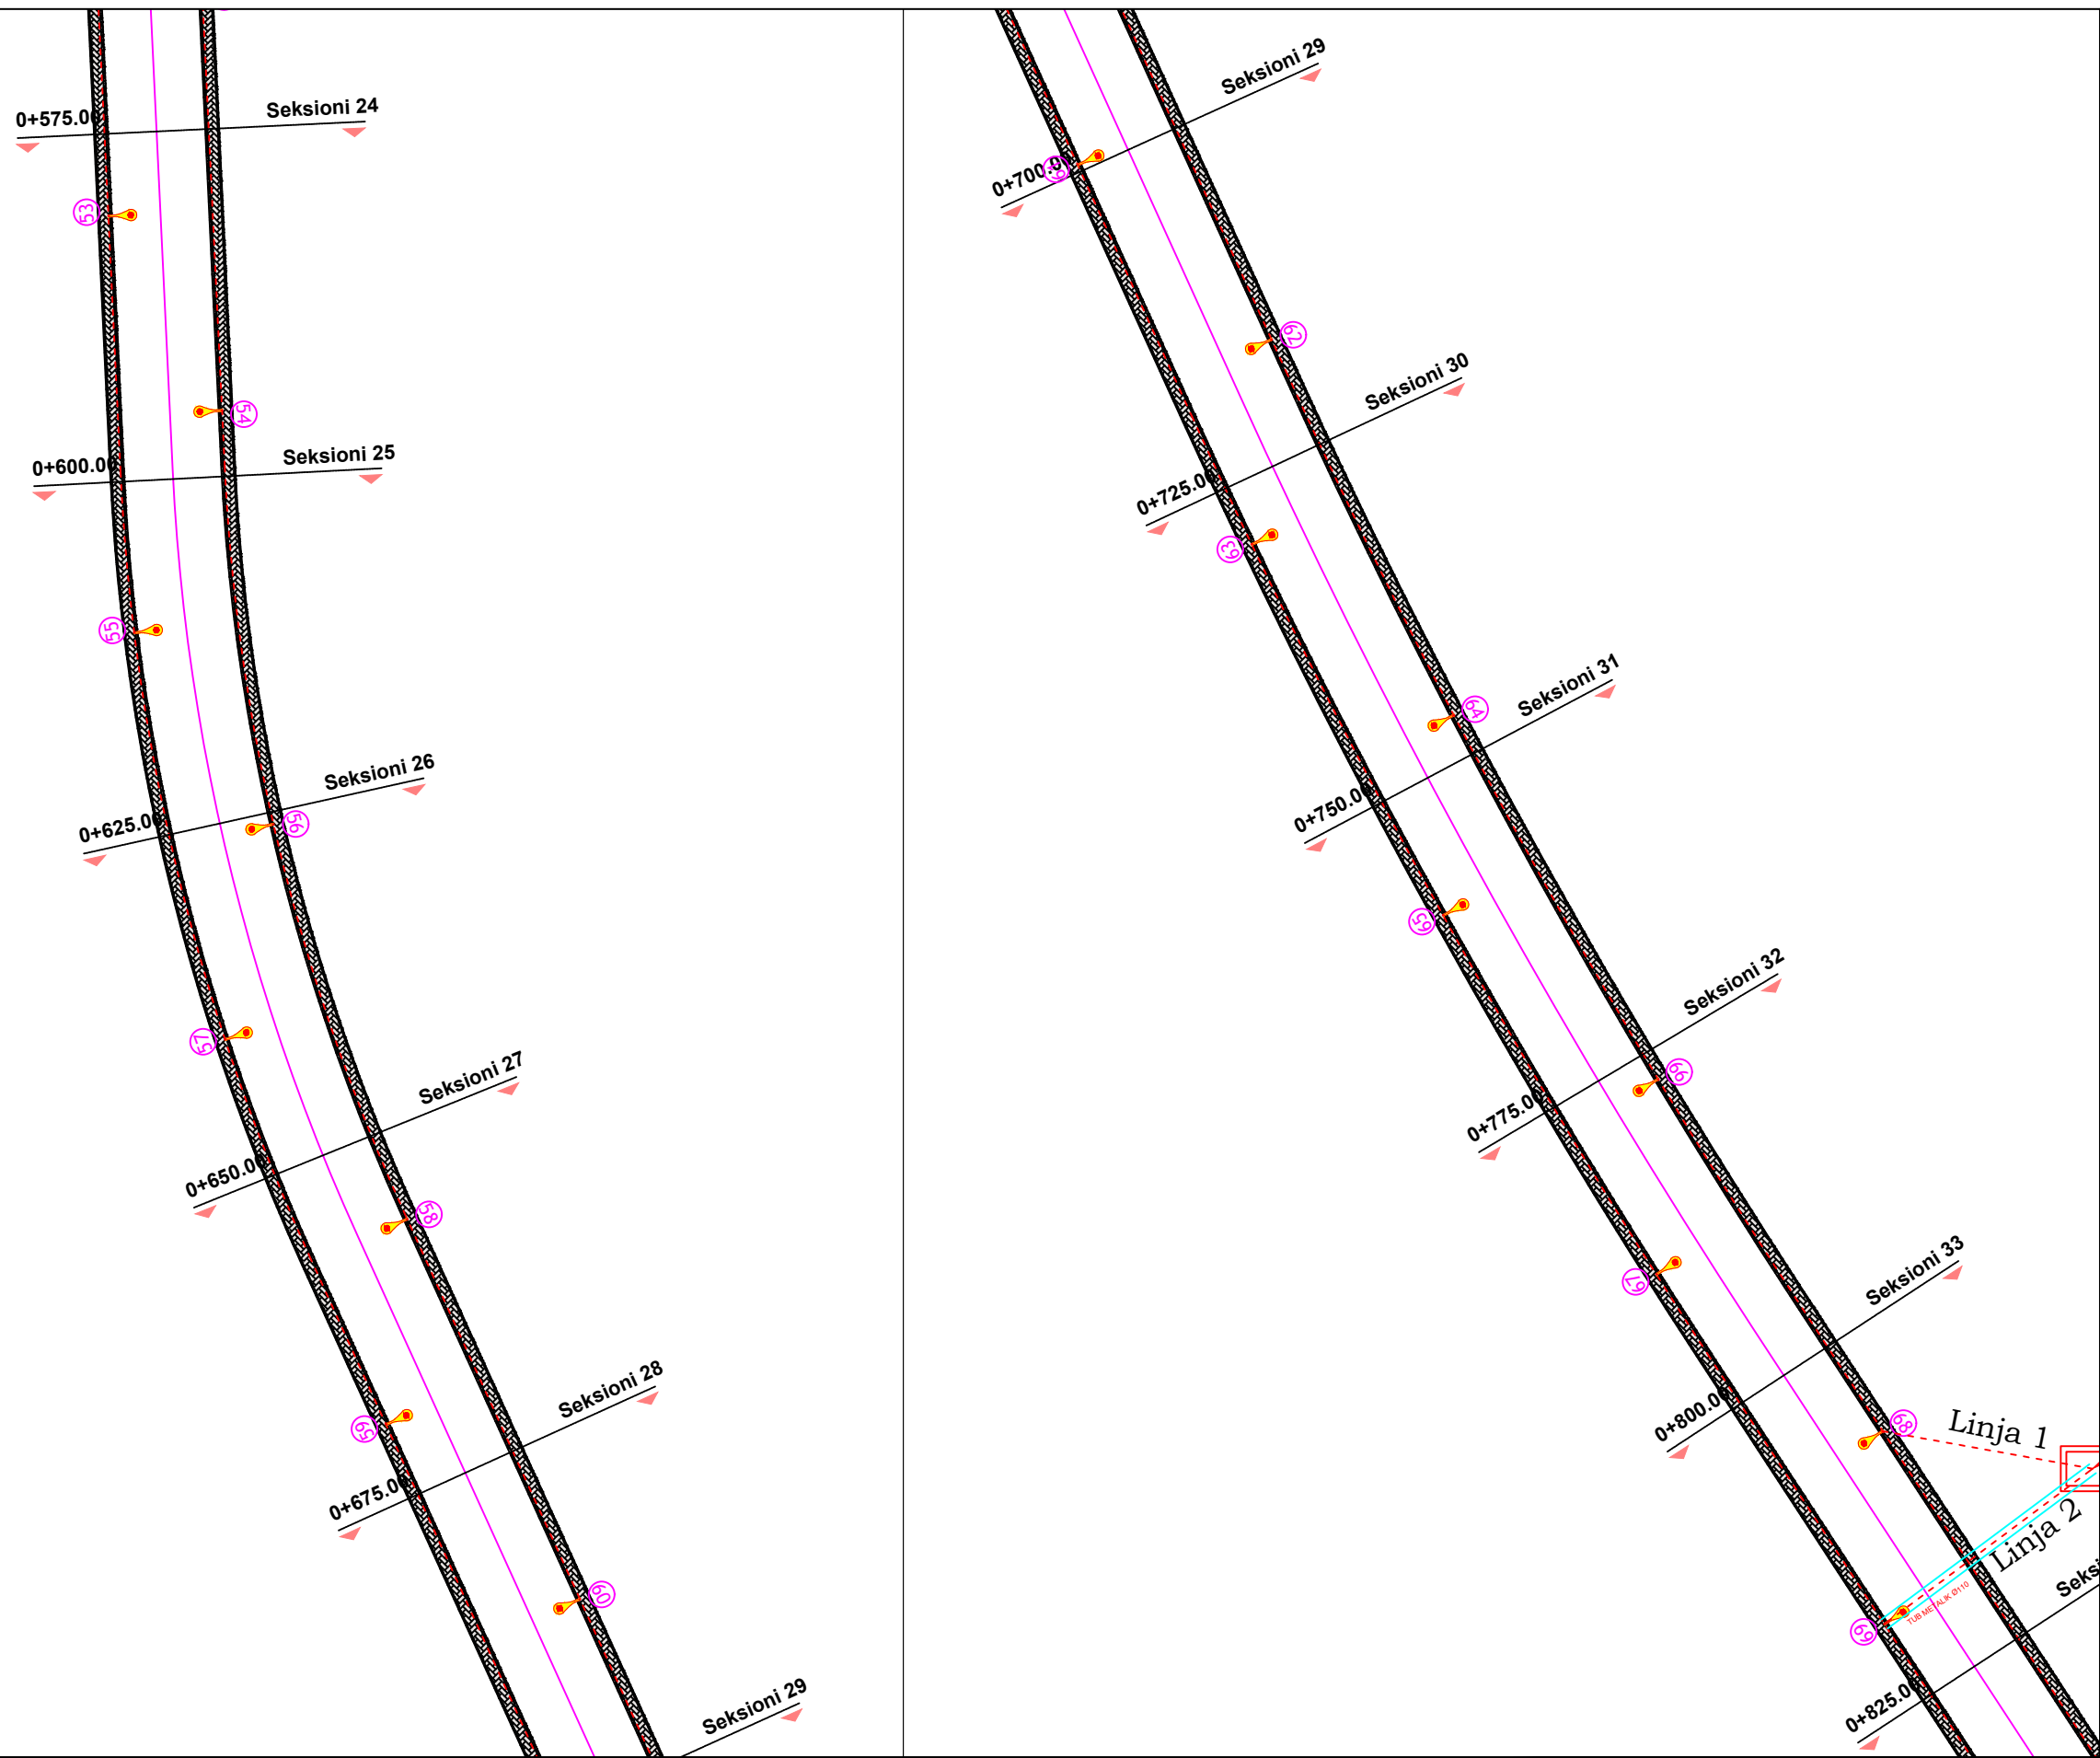 0+575.00
Seksioni 24
53
54
0+600.00
Seksioni 25
55
0+625.00
Seksioni 26
56
57
0+650.00
Seksioni 27
58
59
0+675.00
Seksioni 28
60
Seksioni 29
Seksioni 29
0+700.00
62
Seksioni 30
0+725.00
63
Seksioni 31
64
0+750.00
65
Seksioni 32
66
0+775.00
67
Seksioni 33
0+800.00
68
Linja 1
Linja 2
TUB METALIK Ø110
69
0+825.00